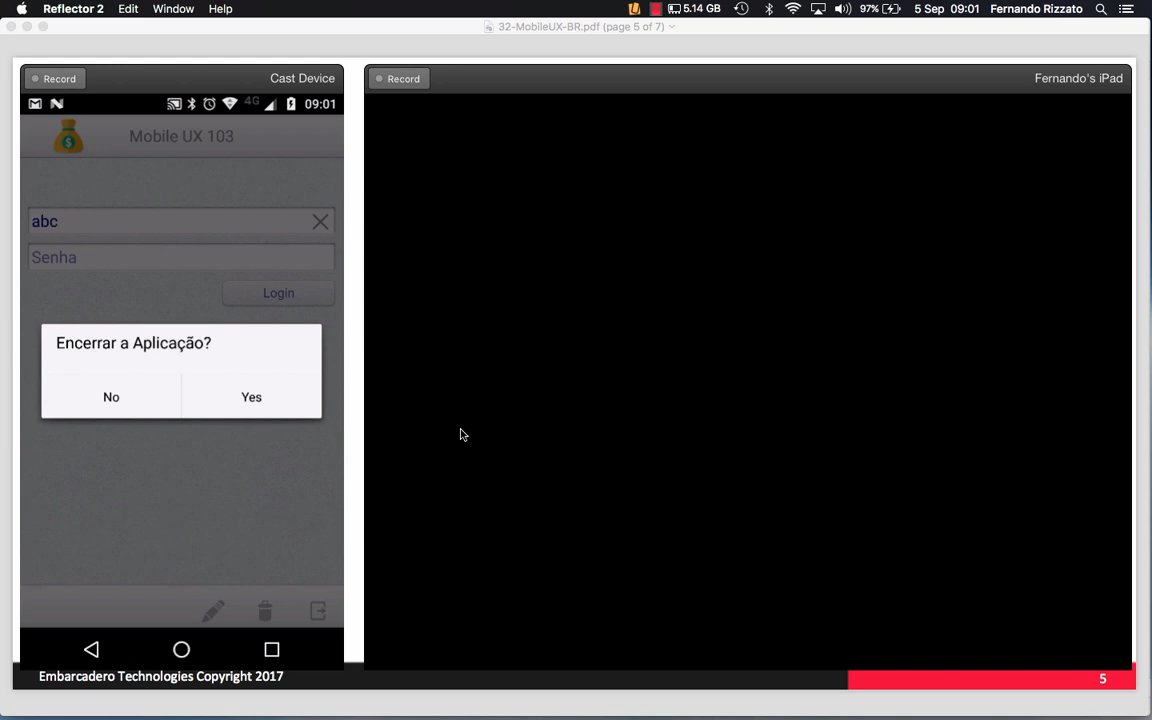 Reflector 2 Edit Window Help 5.14 GB 97% 5 Sep 09:01 Fernando Rizzato
32-MobileUX-BR.pdf (page 5 of 7)
Record Cast Device
Record Fernando's iPad
4G 09:01
Mobile UX 103
abc
Senha
Login
Encerrar a Aplicação?
No Yes
Embarcadero Technologies Copyright 2017
5